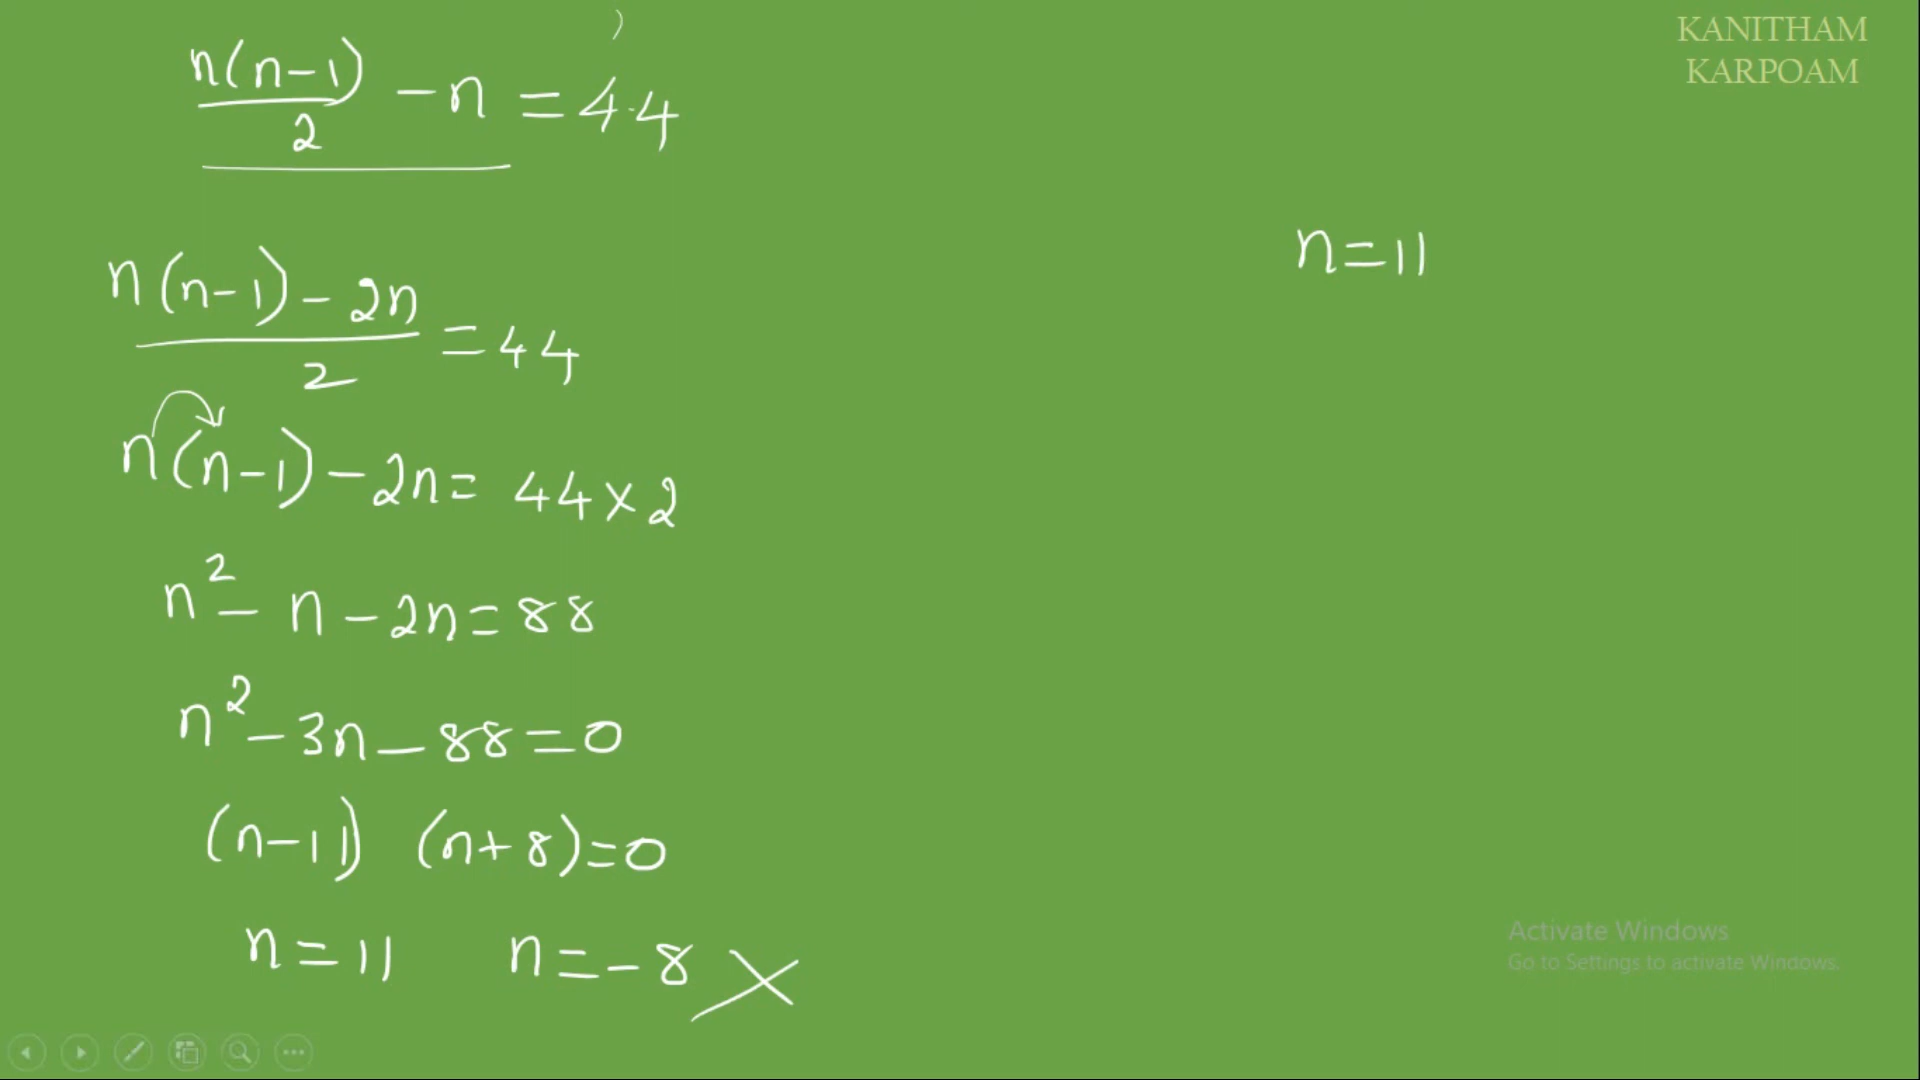 KANITHAM
KARPOAM
n(n-1)/2 - n = 44
n = 11
n(n-1) - 2n / 2 = 44
n(n-1) - 2n = 44 × 2
n² - n - 2n = 88
n² - 3n - 88 = 0
(n-11) (n+8) = 0
n = 11 n = -8 ×
Activate Windows
Go to Settings to activate Windows.